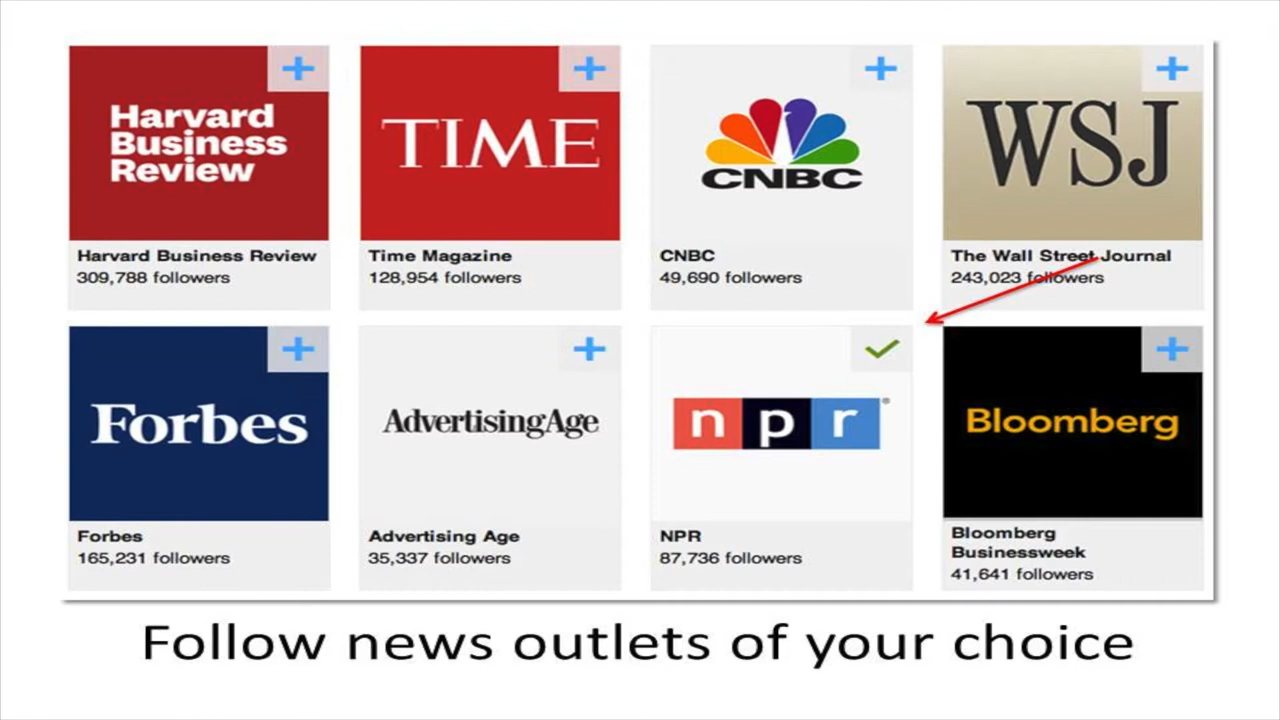 Harvard
Business
Review
TIME
CNBC
WSJ
Harvard Business Review
309,788 followers
Time Magazine
128,954 followers
CNBC
49,690 followers
The Wall Street Journal
243,023 followers
Forbes
AdvertisingAge
npr®
Bloomberg
Forbes
165,231 followers
Advertising Age
35,337 followers
NPR
87,736 followers
Bloomberg
Businessweek
41,641 followers
Follow news outlets of your choice